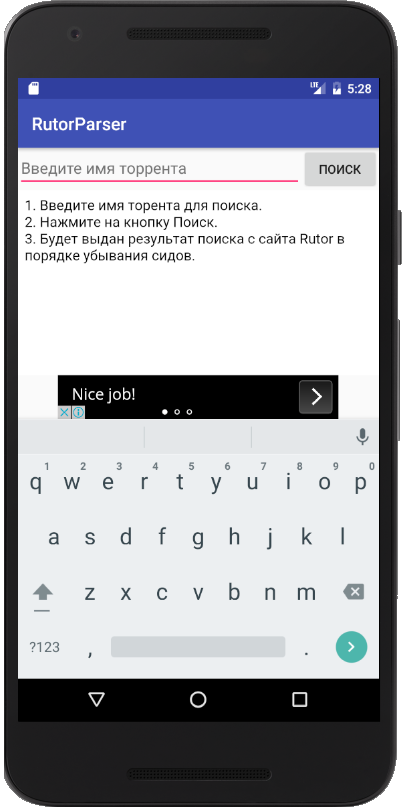 LTE 5:28
RutorParser
Введите имя торрента ПОИСК
1. Введите имя торента для поиска.
2. Нажмите на кнопку Поиск.
3. Будет выдан результат поиска с сайта Rutor в
порядке убывания сидов.
Nice job!
1 2 3 4 5 6 7 8 9 0
q w e r t y u i o p
a s d f g h j k l
z x c v b n m
?123 , .